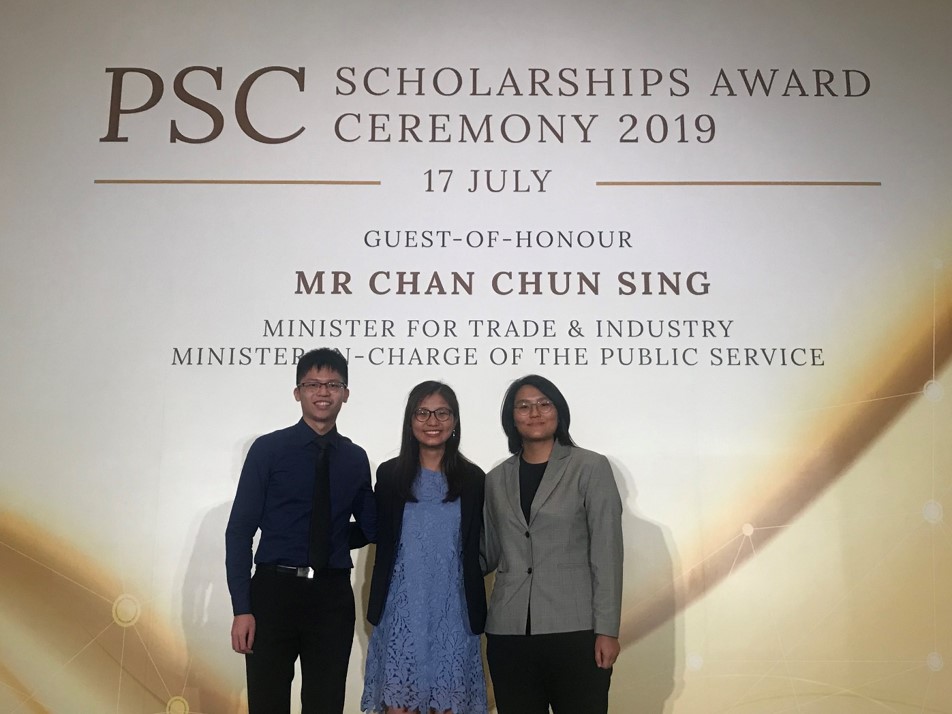 PSC SCHOLARSHIPS AWARD
CEREMONY 2019
17 JULY
GUEST-OF-HONOUR
MR CHAN CHUN SING
MINISTER FOR TRADE & INDUSTRY
MINISTER N-CHARGE OF THE PUBLIC SERVICE